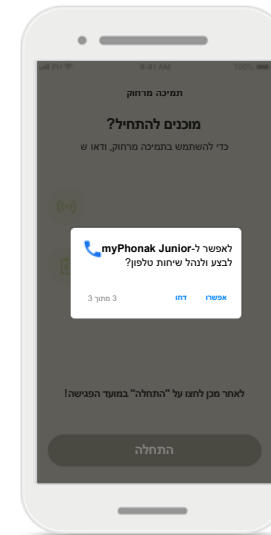 9:41 AM
100%
תמיכה מרחוק
מוכנים להתחיל?
כדי להשתמש בתמיכה מרחוק, ודאו ש
לאפשר ל-myPhonak Junior
לבצע ולנהל שיחות טלפון?
3 מתוך 3
דחו
אפשרו
לאחר מכן לחצו על "התחלה" במועד הפגישה!
התחלה